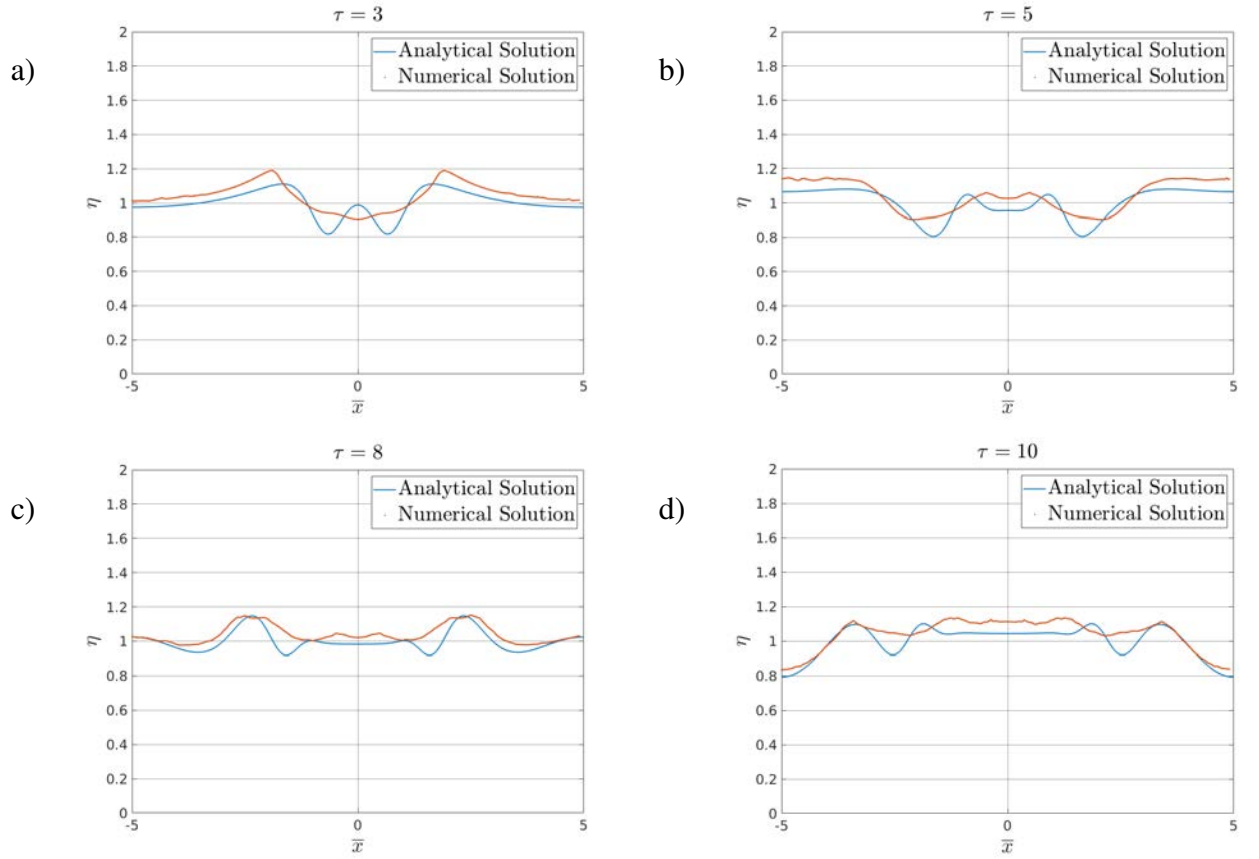 a)
τ = 3
Analytical Solution
Numerical Solution
2
1.8
1.6
1.4
1.2
1
0.8
0.6
0.4
0.2
0
η
-5
0
5
x̅
b)
τ = 5
Analytical Solution
Numerical Solution
2
1.8
1.6
1.4
1.2
1
0.8
0.6
0.4
0.2
0
η
-5
0
5
x̅
c)
τ = 8
Analytical Solution
Numerical Solution
2
1.8
1.6
1.4
1.2
1
0.8
0.6
0.4
0.2
0
η
-5
0
5
x̅
d)
τ = 10
Analytical Solution
Numerical Solution
2
1.8
1.6
1.4
1.2
1
0.8
0.6
0.4
0.2
0
η
-5
0
5
x̅